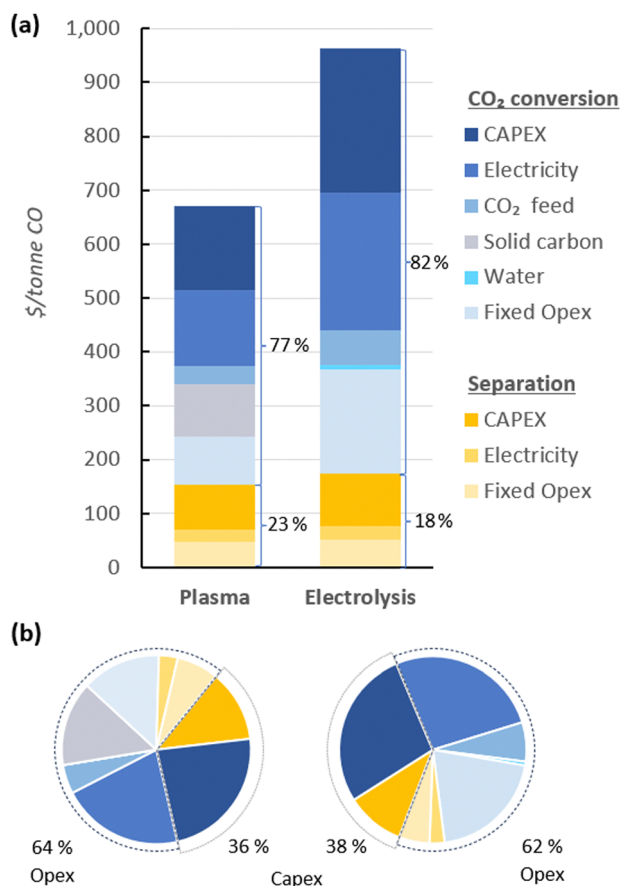 (a)
1,000
900
800
700
600
500
400
300
200
100
0
$/tonne CO
77 %
23 %
82 %
18 %
Plasma
Electrolysis
CO₂ conversion
CAPEX
Electricity
CO₂ feed
Solid carbon
Water
Fixed Opex
Separation
CAPEX
Electricity
Fixed Opex
(b)
64 %
Opex
36 %
Capex
38 %
62 %
Opex